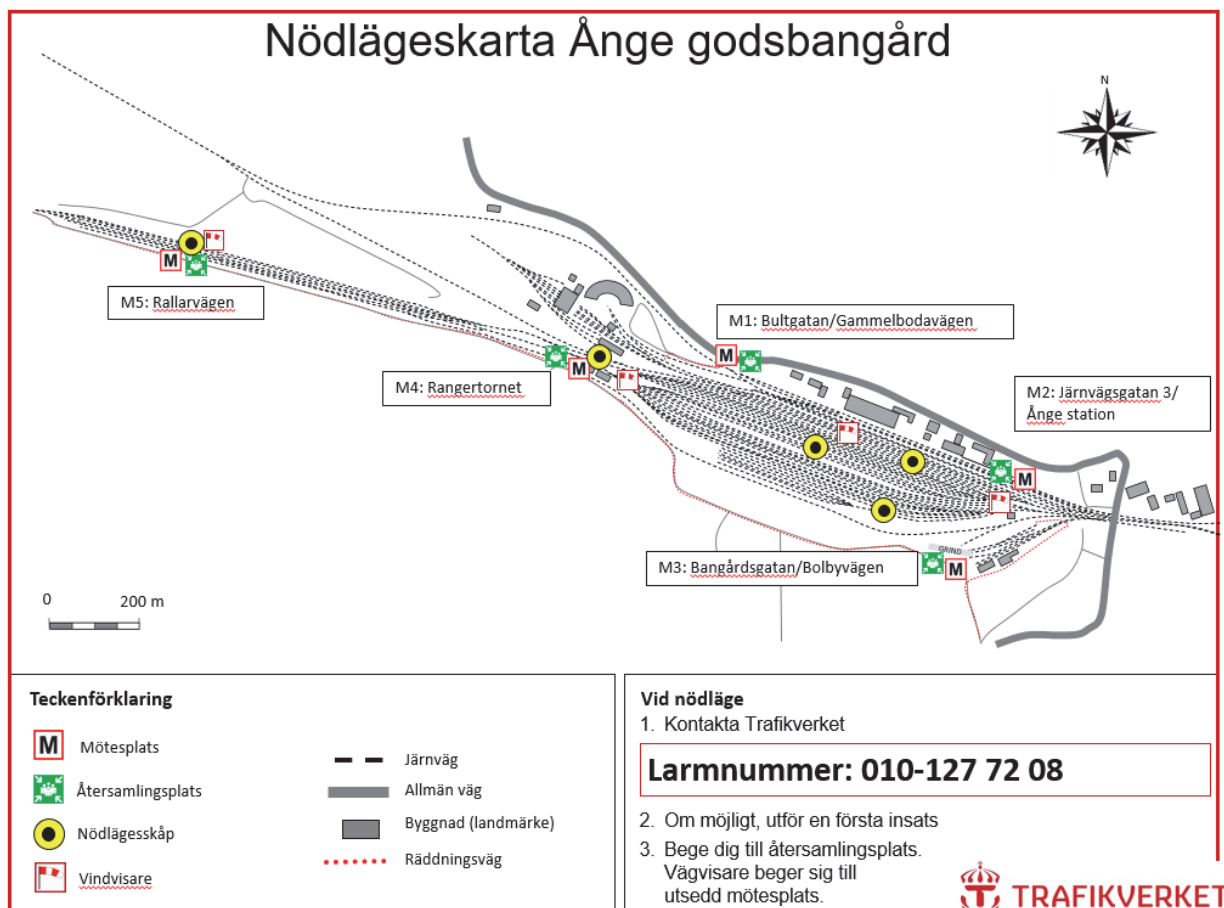 Nödlägeskarta Ånge godsbangård
N
M
M5: Rallarvägen
M1: Bultgatan/Gammelbodavägen
M
M4: Rangertornet
M
M2: Järnvägsgatan 3/
Ånge station
M
GRIND
M3: Bangårdsgatan/Bolbyvägen
M
0 200 m
Teckenförklaring
M Mötesplats
Återsamlingsplats
Nödlägesskåp
Vindvisare
Järnväg
Allmän väg
Byggnad (landmärke)
Räddningsväg
Vid nödläge
1. Kontakta Trafikverket
Larmnummer: 010-127 72 08
2. Om möjligt, utför en första insats
3. Bege dig till återsamlingsplats.
Vägvisare beger sig till
utsedd mötesplats.
TRAFIKVERKET